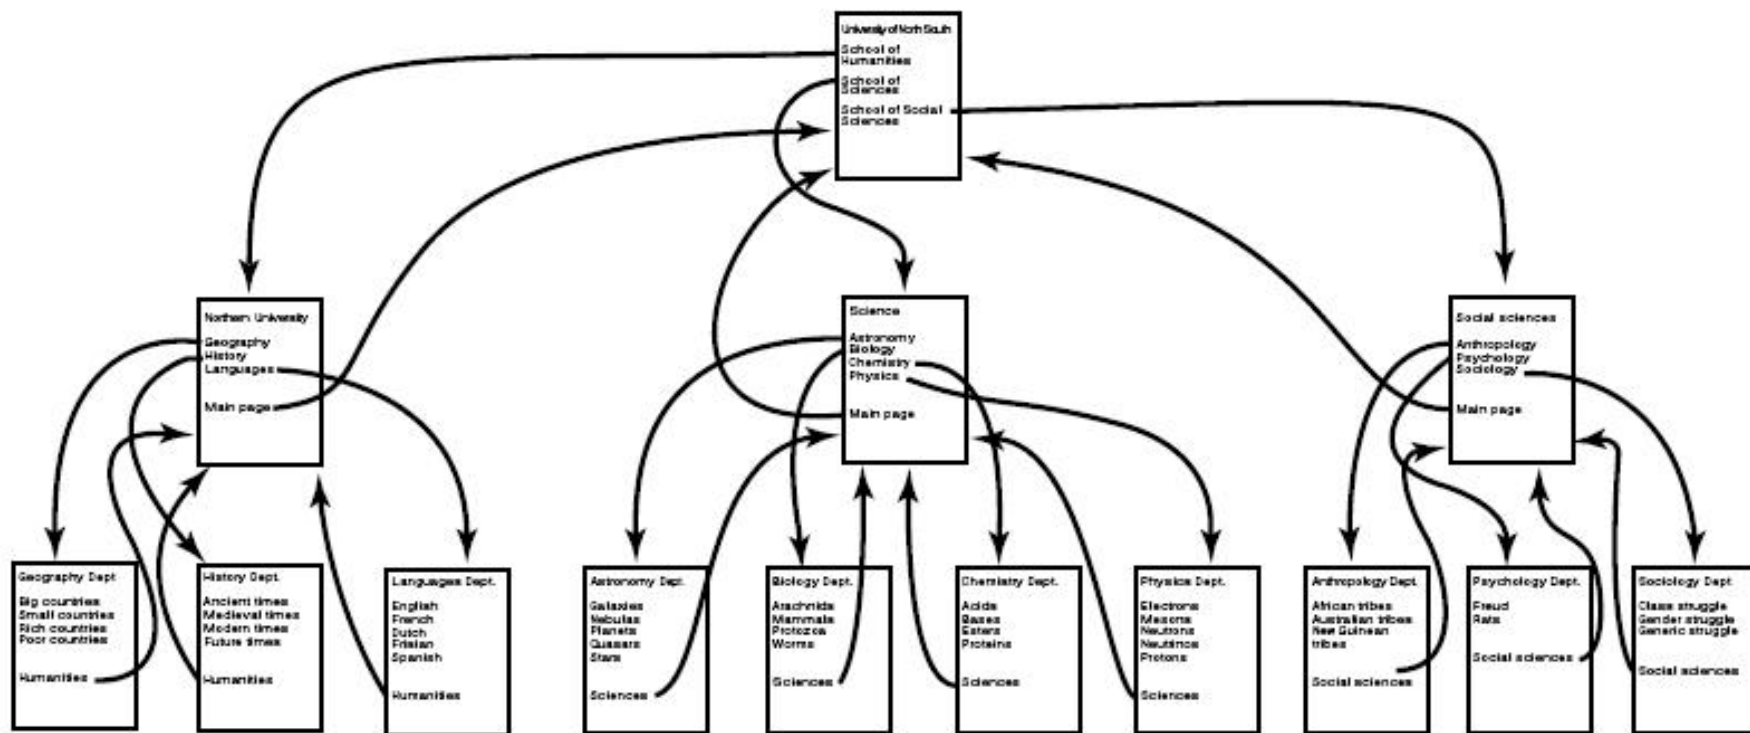 University of North South
School of
Humanities
School of
Sciences
School of Social
Sciences
Northern University
Geography
History
Languages
Main page
Science
Astronomy
Biology
Chemistry
Physics
Main page
Social sciences
Anthropology
Psychology
Sociology
Main page
Geography Dept
Big countries
Small countries
Rich countries
Poor countries
Humanities
History Dept.
Ancient times
Medieval times
Modern times
Future times
Humanities
Languages Dept.
English
French
Dutch
Frisian
Spanish
Humanities
Astronomy Dept.
Galaxies
Nebulas
Planets
Quasars
Stars
Sciences
Biology Dept.
Arachnids
Mammals
Protozoa
Worms
Sciences
Chemistry Dept.
Acids
Bases
Esters
Proteins
Sciences
Physics Dept.
Electrons
Mesons
Neutrons
Neutrinos
Protons
Sciences
Anthropology Dept.
African tribes
Australian tribes
New Guinean
tribes
Social sciences
Psychology Dept.
Freud
Rats
Social sciences
Sociology Dept
Class struggle
Gender struggle
Generic struggle
Social sciences